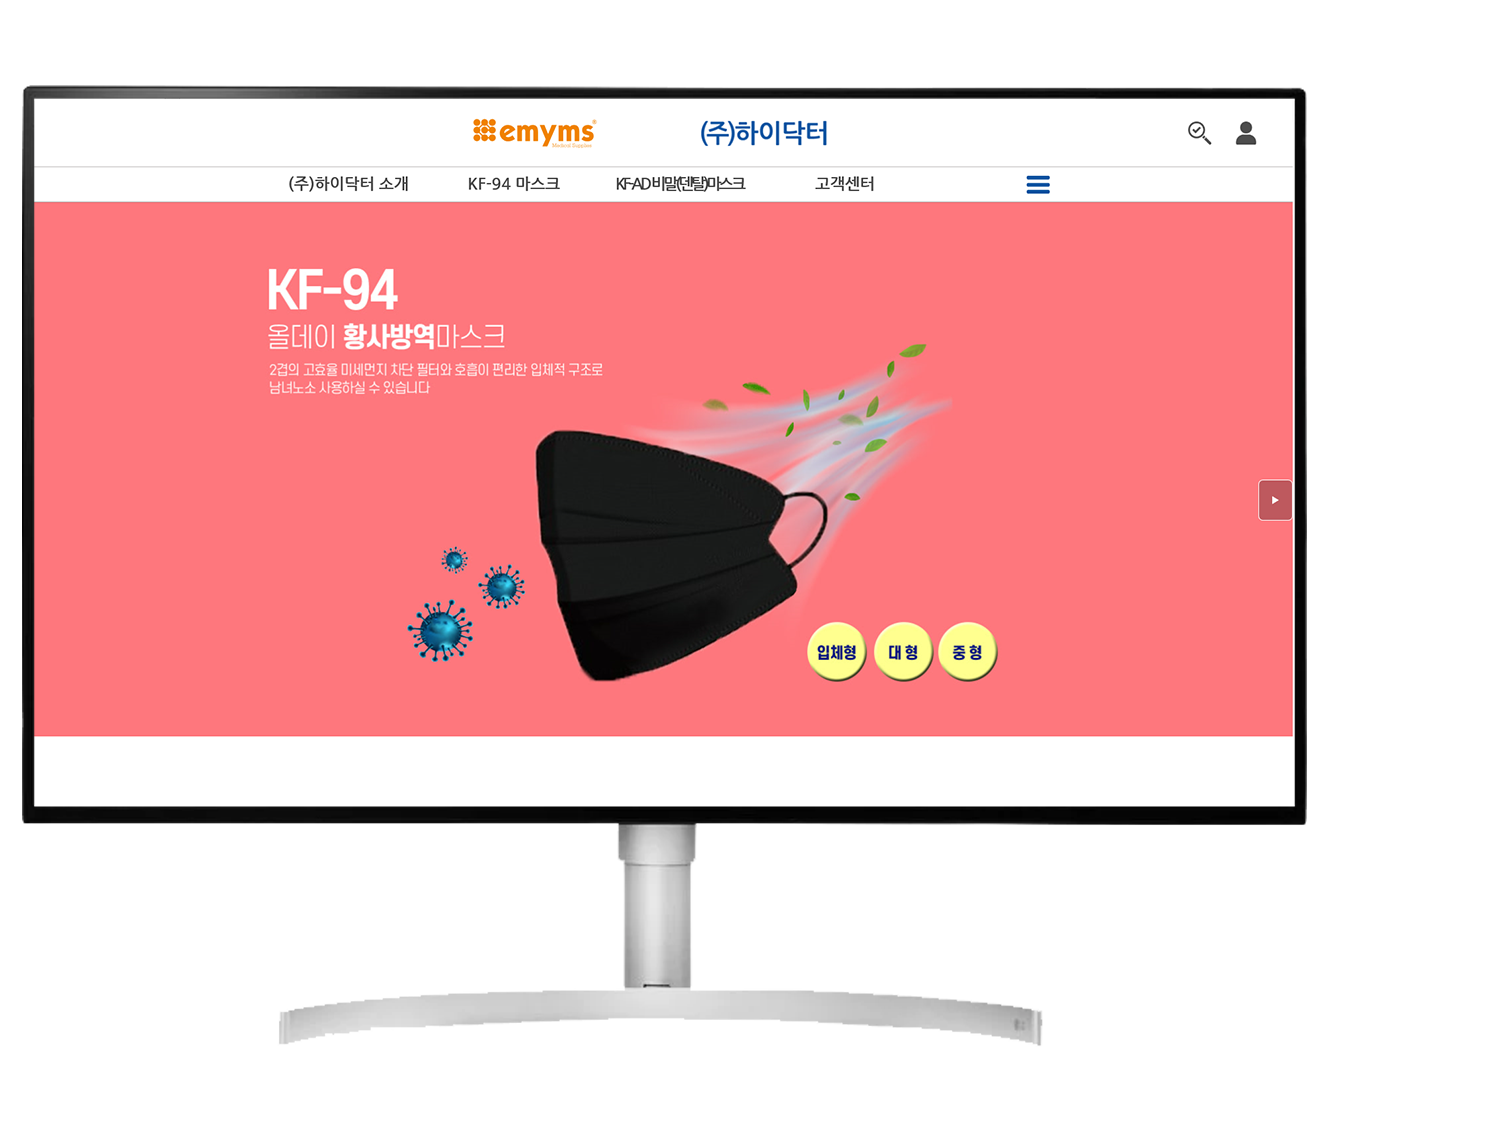 emyms
Medical Supplies
(주)하이닥터
(주)하이닥터 소개
KF-94 마스크
KF-AD 비말(덴탈)마스크
고객센터
KF-94
올데이 황사방역마스크
2겹의 고효율 미세먼지 차단 필터와 호흡이 편리한 입체적 구조로
남녀노소 사용하실 수 있습니다
입체형
대 형
중 형